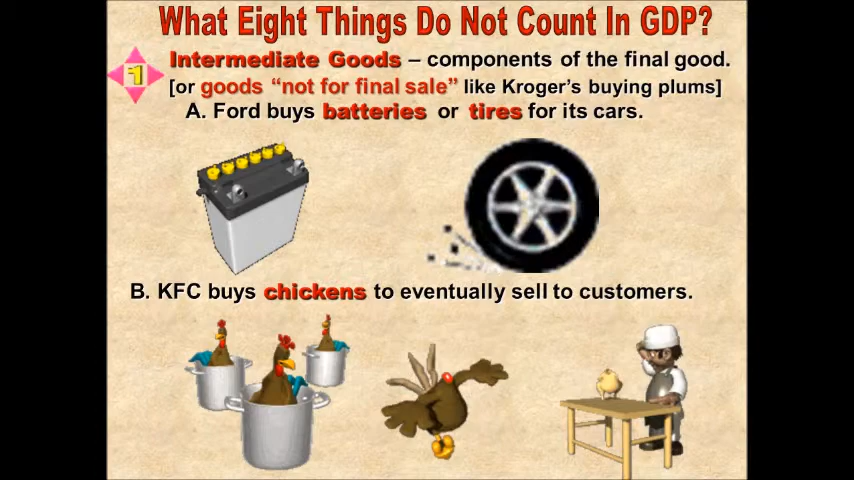 What Eight Things Do Not Count In GDP?
1
Intermediate Goods – components of the final good.
[or goods “not for final sale” like Kroger’s buying plums]
A. Ford buys batteries or tires for its cars.
B. KFC buys chickens to eventually sell to customers.